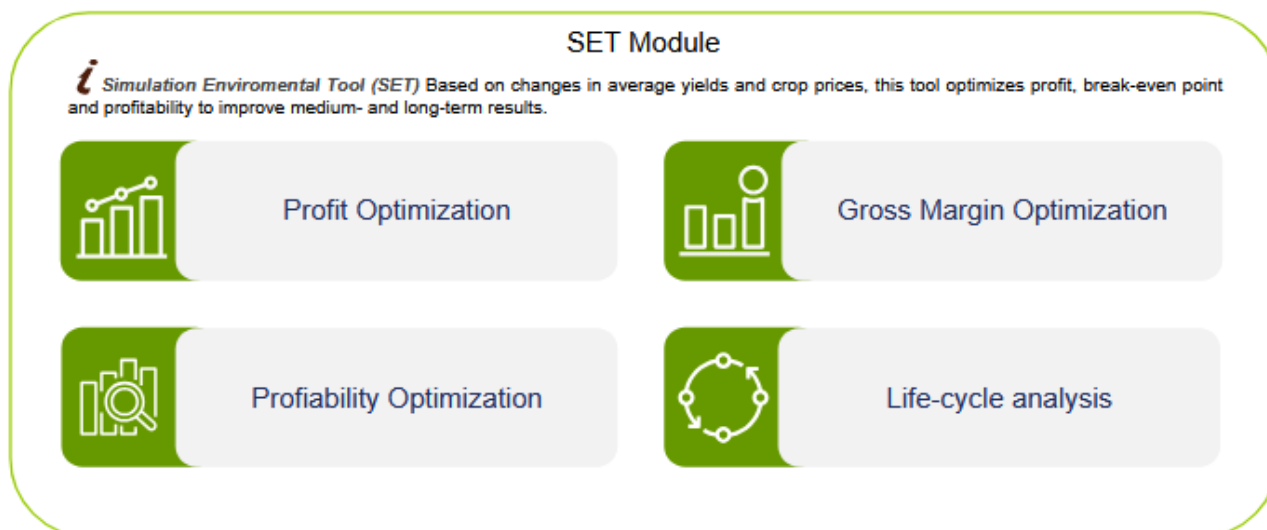 SET Module
i Simulation Enviromental Tool (SET) Based on changes in average yields and crop prices, this tool optimizes profit, break-even point
and profitability to improve medium- and long-term results.
Profit Optimization
Gross Margin Optimization
Profiability Optimization
Life-cycle analysis